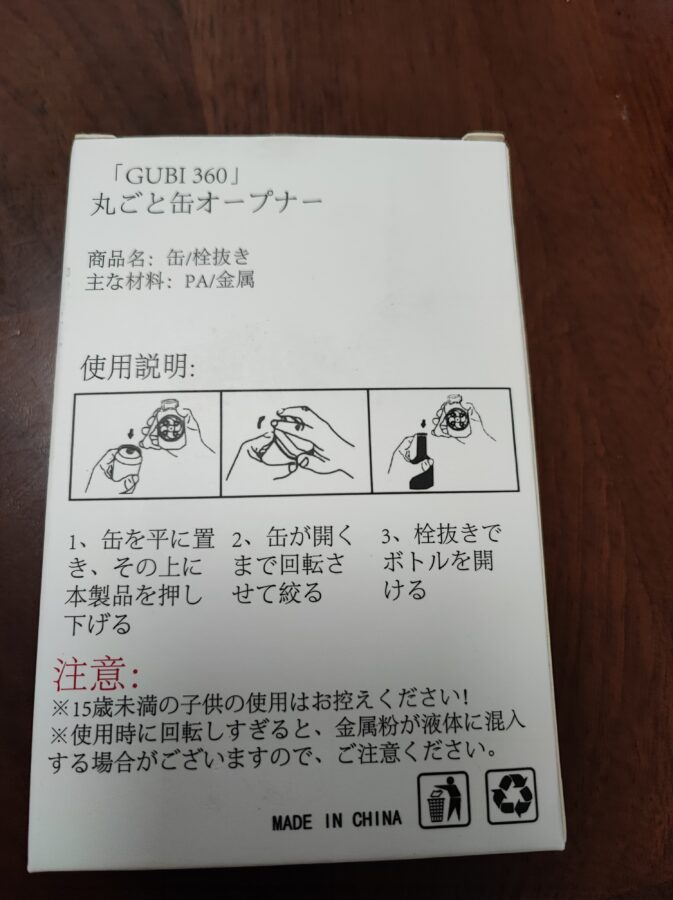 「GUBI 360」
丸ごと缶オープナー
商品名：缶/栓抜き
主な材料：PA/金属
使用説明:
1、缶を平に置
き、その上に
本製品を押し
下げる
2、缶が開く
まで回転さ
せて絞る
3、栓抜きで
ボトルを開
ける
注意:
※15歳未満の子供の使用はお控えください!
※使用時に回転しすぎると、金属粉が液体に混入
する場合がございますので、ご注意ください。
MADE IN CHINA